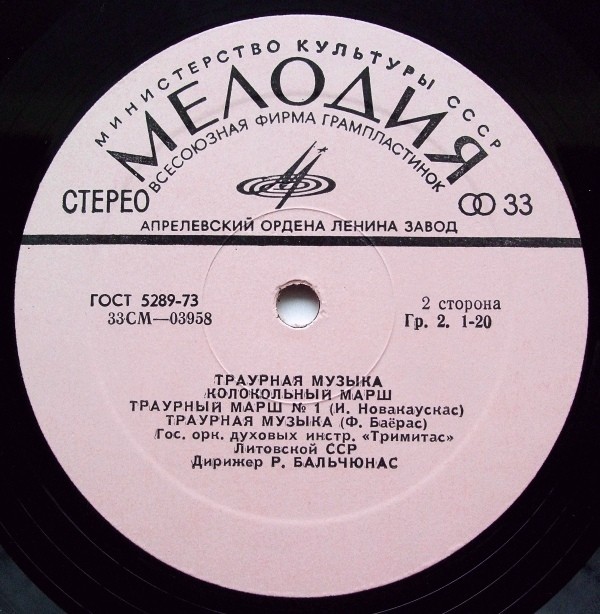 МИНИСТЕРСТВО КУЛЬТУРЫ СССР
МЕЛОДИЯ
ВСЕСОЮЗНАЯ ФИРМА ГРАМПЛАСТИНОК
СТЕРЕО
33
АПРЕЛЕВСКИЙ ОРДЕНА ЛЕНИНА ЗАВОД
ГОСТ 5289-73
33СМ—03958
2 сторона
Гр. 2. 1-20
ТРАУРНАЯ МУЗЫКА
КОЛОКОЛЬНЫЙ МАРШ
ТРАУРНЫЙ МАРШ № 1 (И. Новакаускас)
ТРАУРНАЯ МУЗЫКА (Ф. Баёрас)
Гос. орк. духовых инстр. «Тримитас»
Литовской ССР
Дирижер Р. БАЛЬЧЮНАС